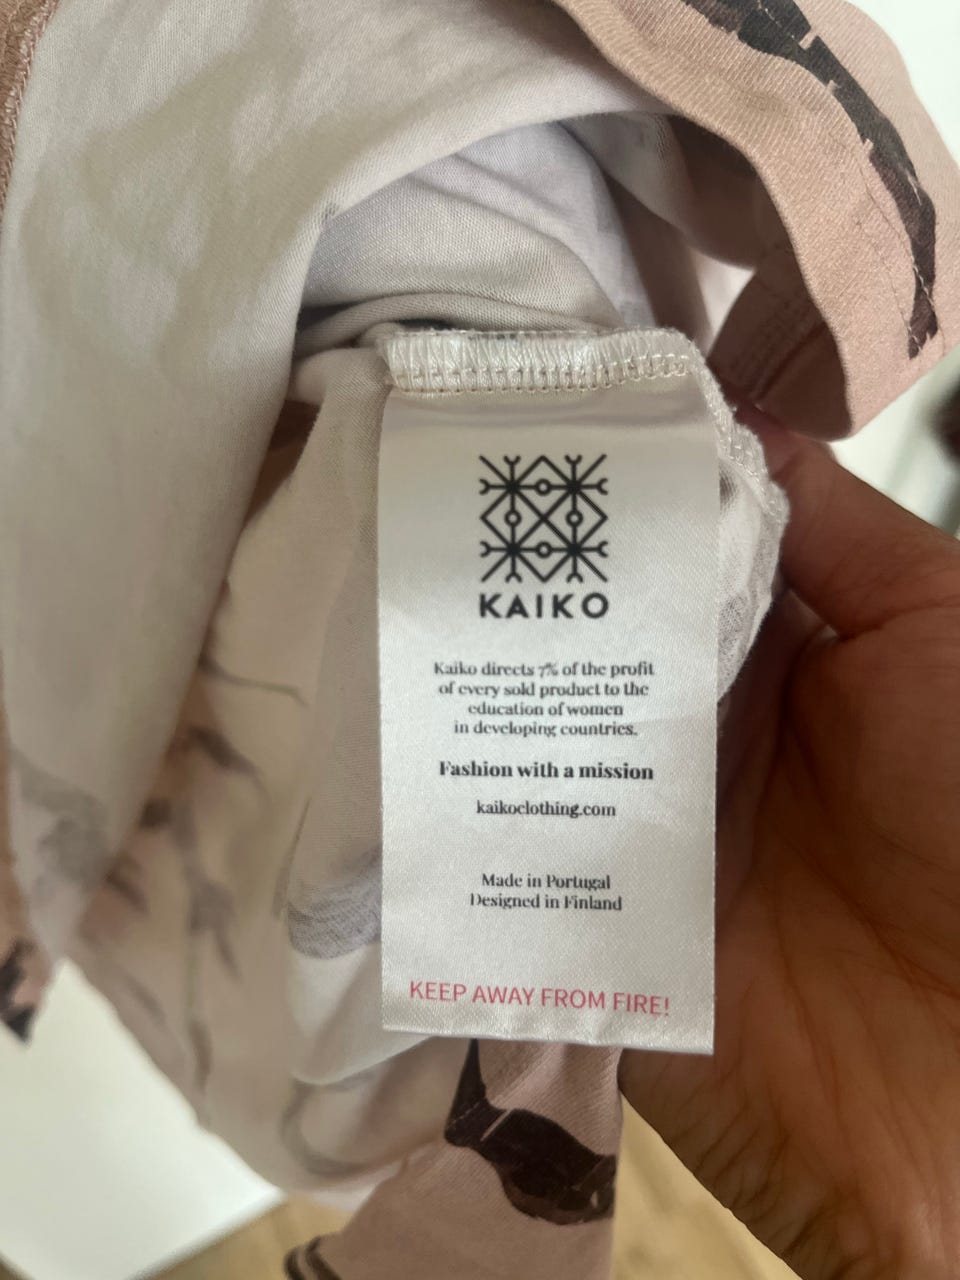 KAIKO
Kaiko directs 7% of the profit
of every sold product to the
education of women
in developing countries.
Fashion with a mission
kaikoclothing.com
Made in Portugal
Designed in Finland
KEEP AWAY FROM FIRE!